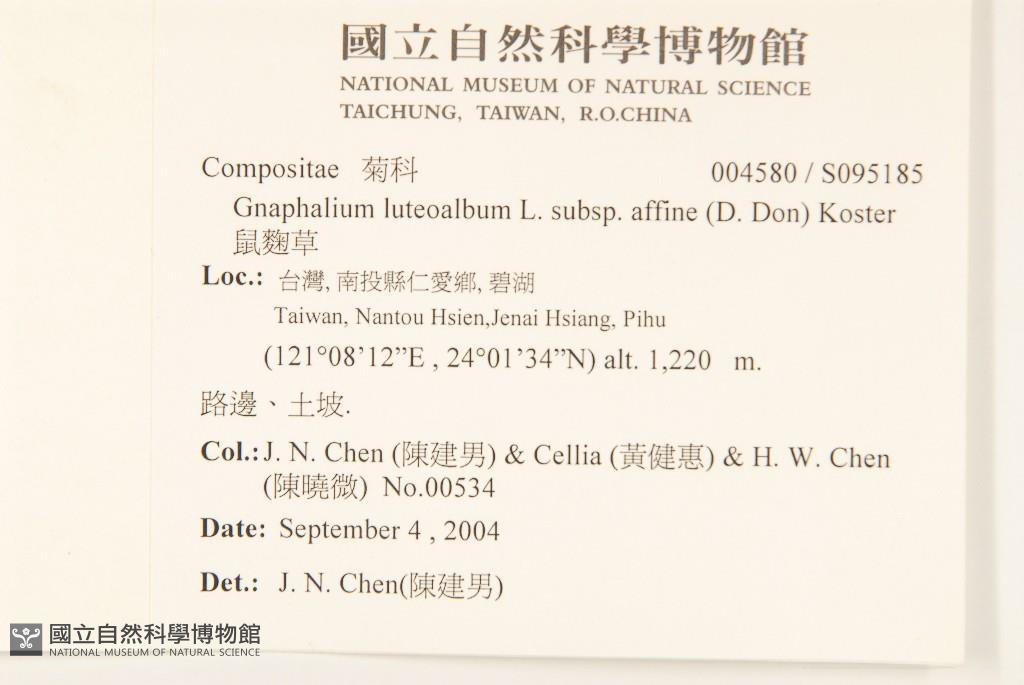 國立自然科學博物館
NATIONAL MUSEUM OF NATURAL SCIENCE
TAICHUNG, TAIWAN, R.O.CHINA
Compositae 菊科 004580 / S095185
Gnaphalium luteoalbum L. subsp. affine (D. Don) Koster
鼠麴草
Loc.: 台灣, 南投縣仁愛鄉, 碧湖
Taiwan, Nantou Hsien,Jenai Hsiang, Pihu
(121°08’12”E , 24°01’34”N) alt. 1,220 m.
路邊、土坡.
Col.: J. N. Chen (陳建男) & Cellia (黃健惠) & H. W. Chen
(陳曉微) No.00534
Date: September 4 , 2004
Det.: J. N. Chen(陳建男)
國立自然科學博物館
NATIONAL MUSEUM OF NATURAL SCIENCE